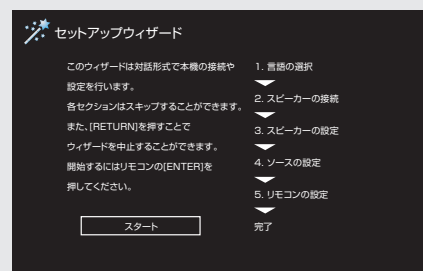 セットアップウィザード
このウィザードは対話形式で本機の接続や
設定を行います。
各セクションはスキップすることができます。
また、[RETURN]を押すことで
ウィザードを中止することができます。
開始するにはリモコンの[ENTER]を
押してください。
スタート
1. 言語の選択
2. スピーカーの接続
3. スピーカーの設定
4. ソースの設定
5. リモコンの設定
完了